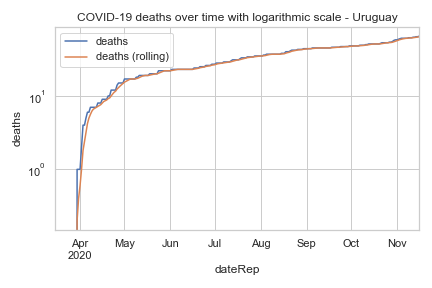 COVID-19 deaths over time with logarithmic scale - Uruguay
deaths
deaths (rolling)
10¹
10⁰
deaths
Apr May Jun Jul Aug Sep Oct Nov
2020
dateRep